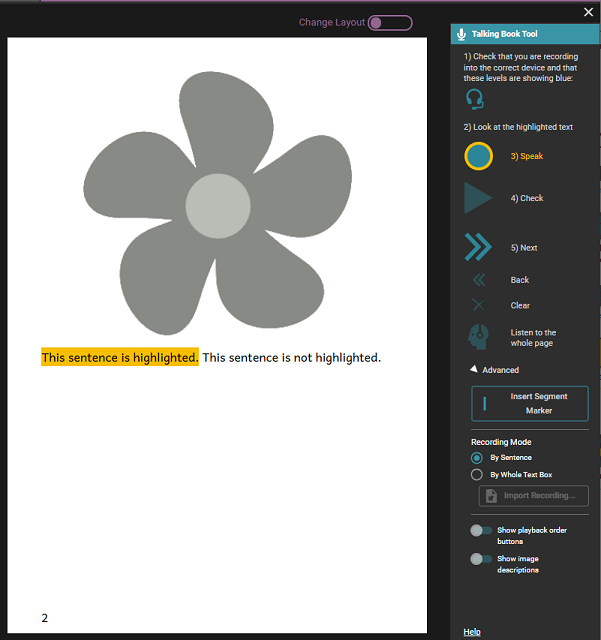 Change Layout
This sentence is highlighted. This sentence is not highlighted.
2
Talking Book Tool
1) Check that you are recording
into the correct device and that
these levels are showing blue:
2) Look at the highlighted text
3) Speak
4) Check
5) Next
Back
Clear
Listen to the
whole page
Advanced
Insert Segment
Marker
Recording Mode
By Sentence
By Whole Text Box
Import Recording...
Show playback order
buttons
Show image
descriptions
Help